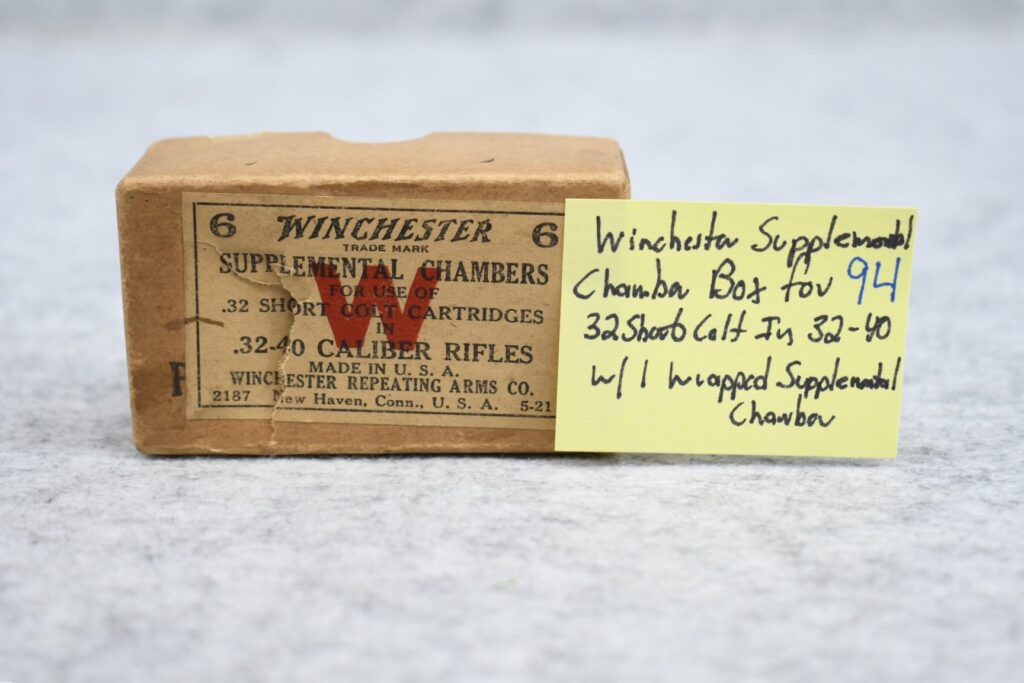 6 WINCHESTER 6
TRADE MARK
SUPPLEMENTAL CHAMBERS
FOR USE OF
.32 SHORT COLT CARTRIDGES
IN
.32-40 CALIBER RIFLES
MADE IN U.S.A.
WINCHESTER REPEATING ARMS CO.
2187 New Haven, Conn., U. S. A. 5-21
W
P
Winchester Supplemental
Chamber Box for 94
32 Short Colt In 32-40
w/ 1 wrapped Supplemental
Chamber